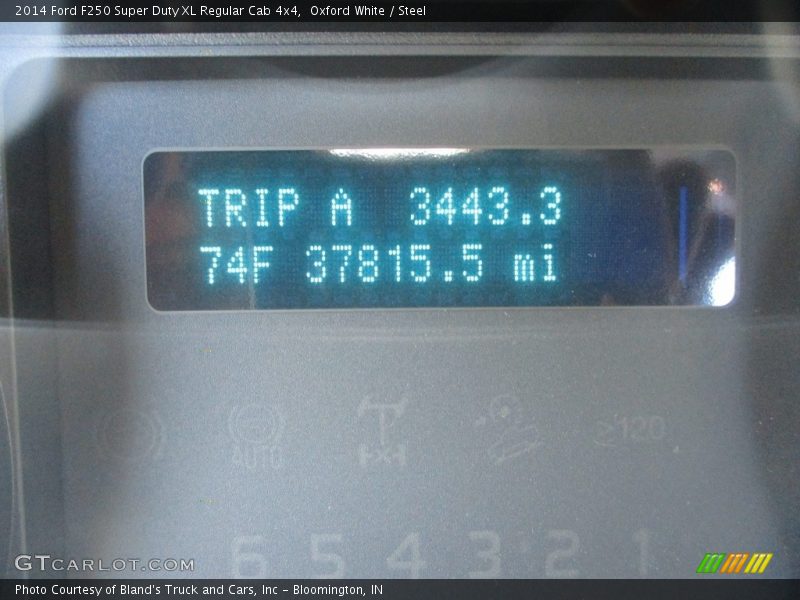 2014 Ford F250 Super Duty XL Regular Cab 4x4, Oxford White / Steel
TRIP A 3443.3
74F 37815.5 mi
AUTO
≥120
6 5 4 3 2 1
GTCARLOT.COM
Photo Courtesy of Bland's Truck and Cars, Inc - Bloomington, IN